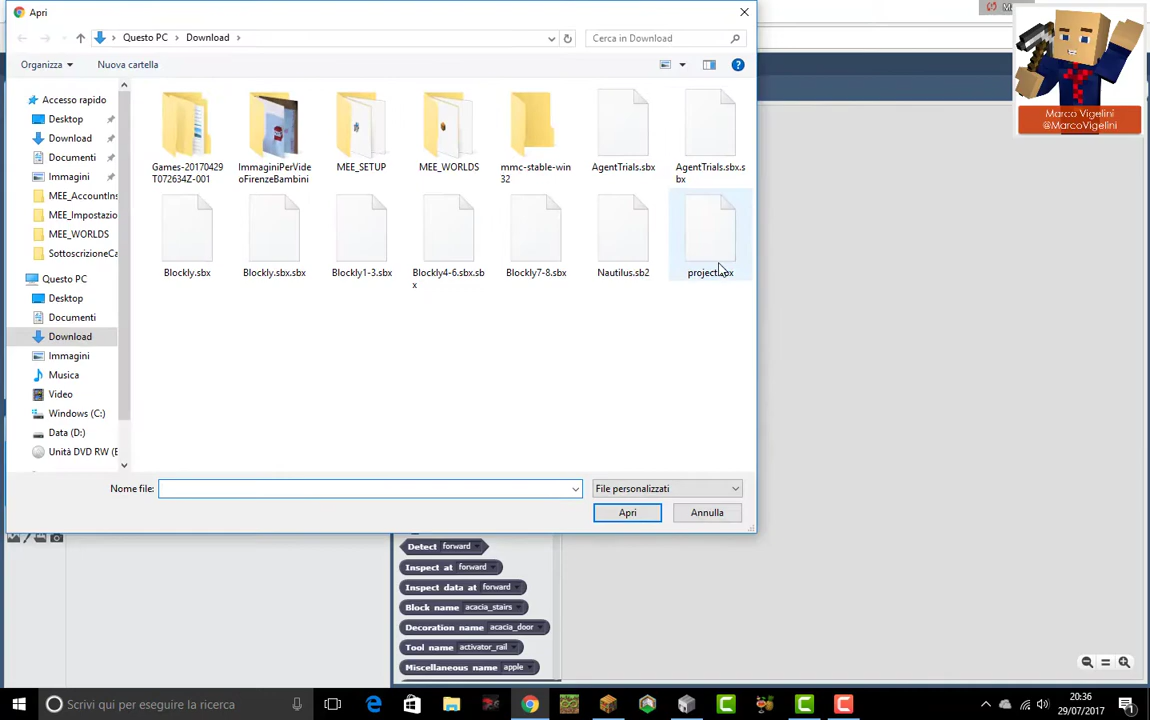 Apri
Questo PC
Download
Cerca in Download
Organizza
Nuova cartella
Accesso rapido
Desktop
Download
Documenti
Immagini
MEE_AccountIns
MEE_Impostazio
MEE_WORLDS
SottoscrizioneCa
Questo PC
Desktop
Documenti
Download
Immagini
Musica
Video
Windows (C:)
Data (D:)
Unità DVD RW (E
Games-20170429
T072634Z-001
ImmaginiPerVide
oFirenzeBambini
MEE_SETUP
MEE_WORLDS
mmc-stable-win
32
AgentTrials.sbx
AgentTrials.sbx.s
bx
Blockly.sbx
Blockly.sbx.sbx
Blockly1-3.sbx
Blockly4-6.sbx.sb
x
Blockly7-8.sbx
Nautilus.sb2
Nome file:
File personalizzati
Apri
Annulla
Marco Vigelini
@MarcoVigelini
Detect forward
Inspect at forward
Inspect data at forward
Block name acacia_stairs
Decoration name acacia_door
Tool name activator_rail
Miscellaneous name apple
Scrivi qui per eseguire la ricerca
20:36
29/07/2017